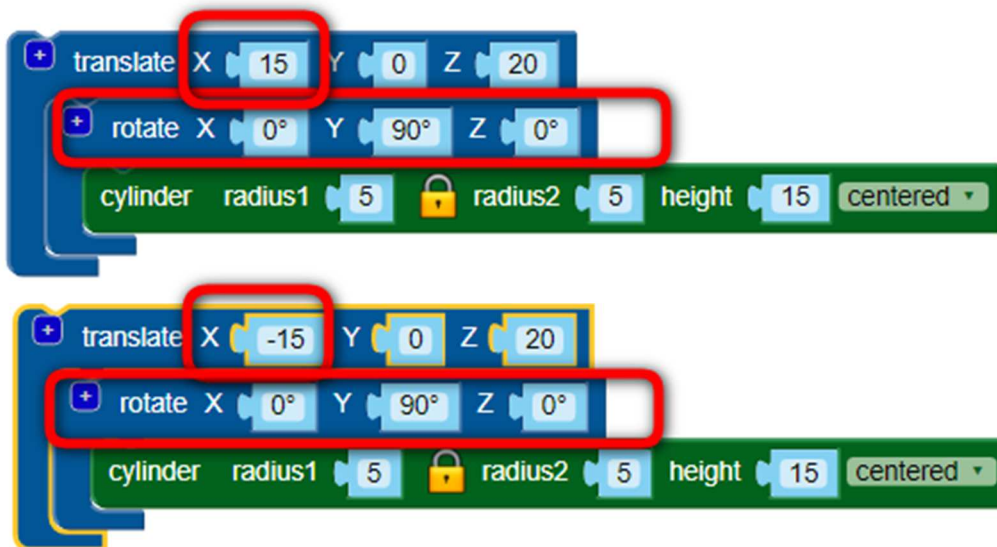 + translate X 15 Y 0 Z 20
+ rotate X 0° Y 90° Z 0°
cylinder radius1 5 radius2 5 height 15 centered
+ translate X -15 Y 0 Z 20
+ rotate X 0° Y 90° Z 0°
cylinder radius1 5 radius2 5 height 15 centered